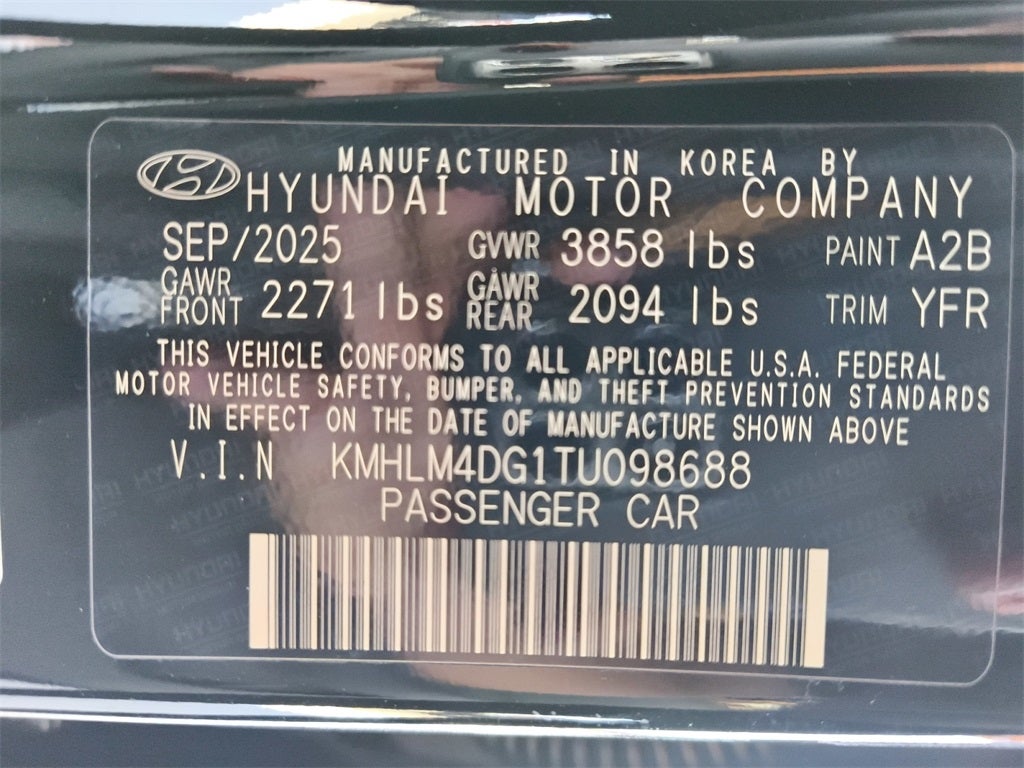 MANUFACTURED IN KOREA BY
HYUNDAI MOTOR COMPANY
SEP/2025 GVWR 3858 lbs PAINT A2B
GAWR FRONT 2271 lbs GAWR REAR 2094 lbs TRIM YFR
THIS VEHICLE CONFORMS TO ALL APPLICABLE U.S.A. FEDERAL
MOTOR VEHICLE SAFETY, BUMPER, AND THEFT PREVENTION STANDARDS
IN EFFECT ON THE DATE OF MANUFACTURE SHOWN ABOVE
V.I.N KMHLM4DG1TU098688
PASSENGER CAR